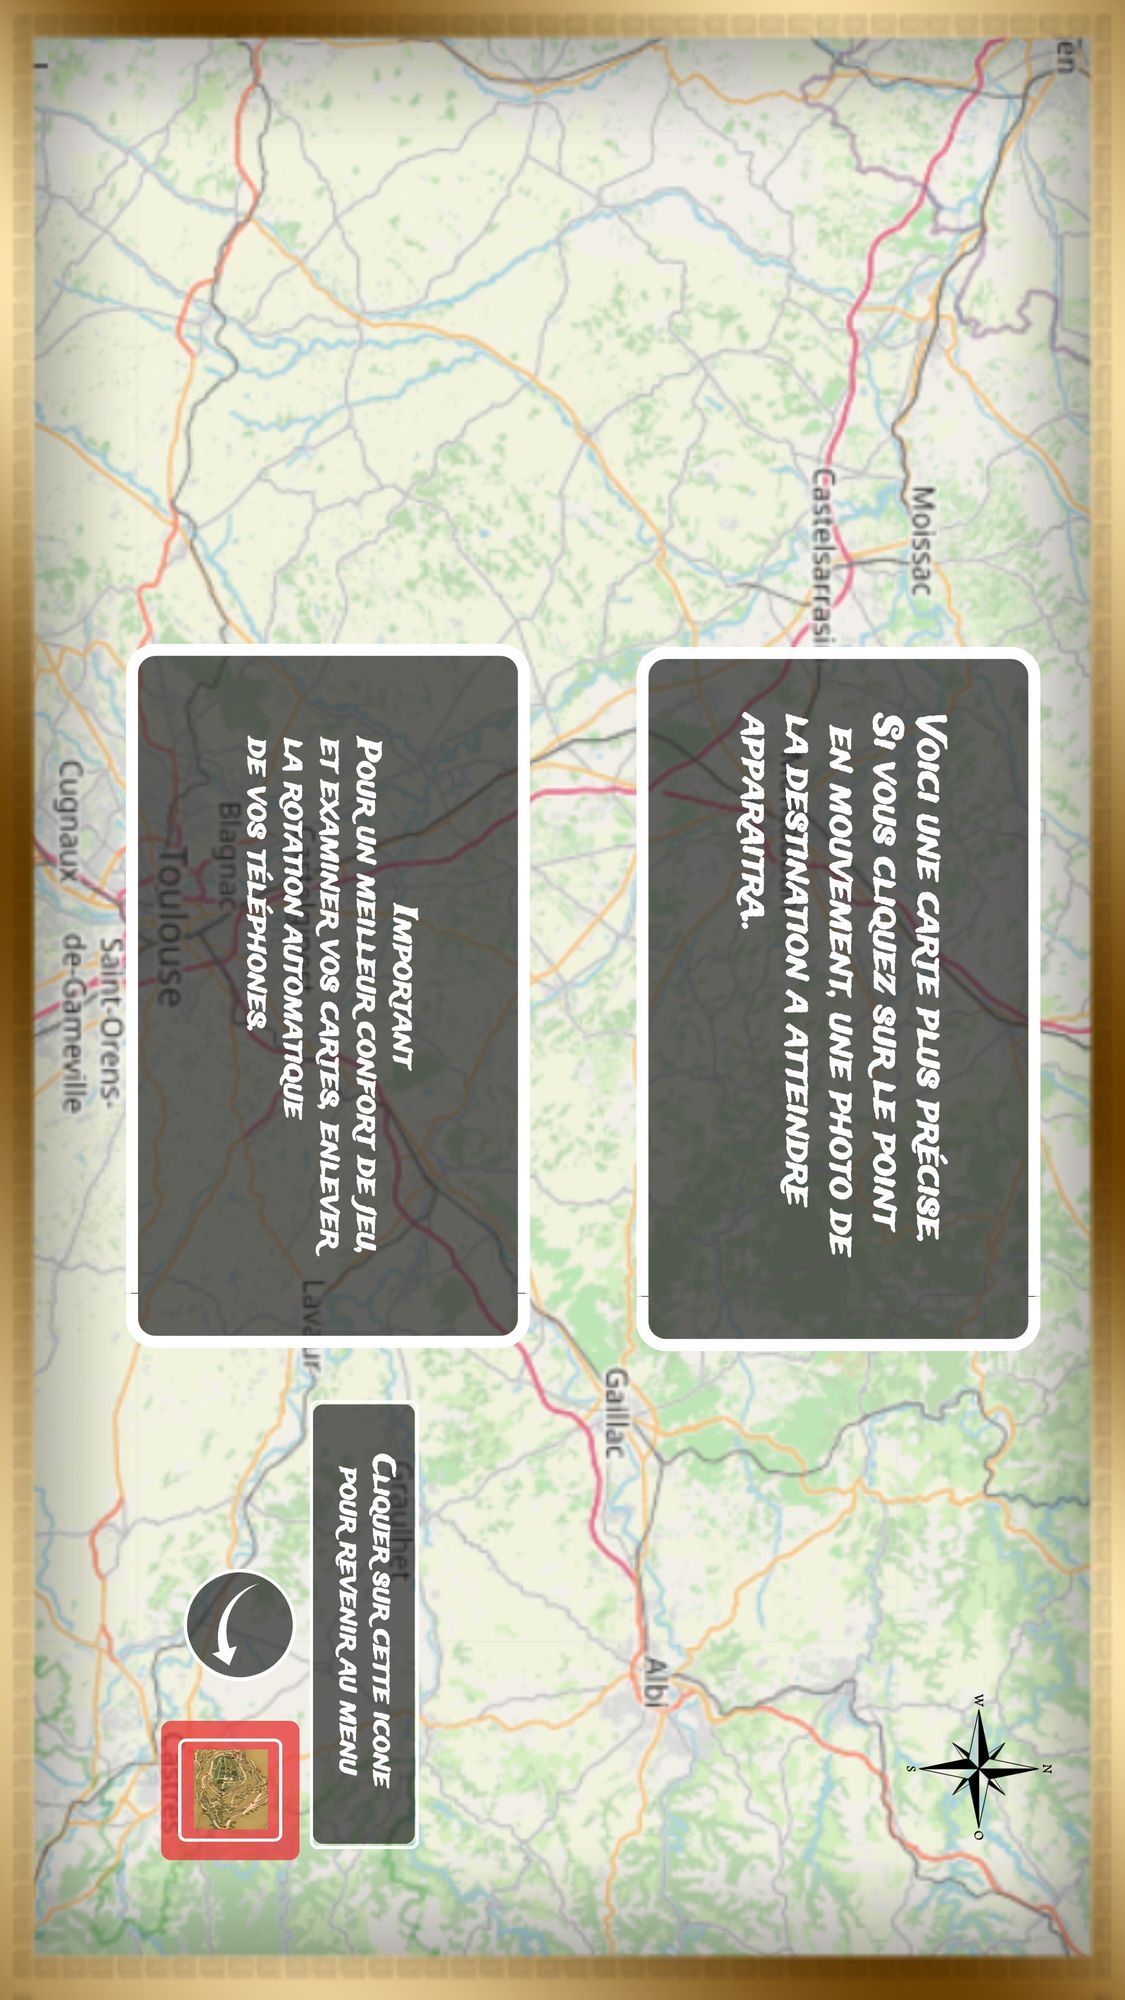 en
Moissac
Castelsarrasi
Voici une carte plus précise.
Si vous cliquez sur le point
en mouvement, une photo de
la destination a atteindre
apparaitra.
Important
Pour un meilleur confort de jeu,
et examiner vos cartes, enlever
la rotation automatique
de vos téléphones.
Blagnac
Toulouse
Cugnaux
Saint-Orens-
de-Gameville
Lavaur
Gaillac
Graulhet
Cliquer sur cette icone
pour revenir au menu
Albi
Castres
N
W
O
S